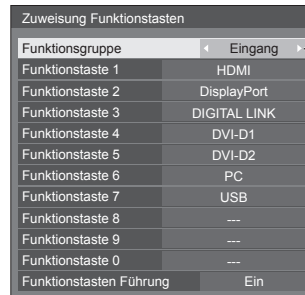 Zuweisung Funktionstasten
Funktionsgruppe Eingang
Funktionstaste 1 HDMI
Funktionstaste 2 DisplayPort
Funktionstaste 3 DIGITAL LINK
Funktionstaste 4 DVI-D1
Funktionstaste 5 DVI-D2
Funktionstaste 6 PC
Funktionstaste 7 USB
Funktionstaste 8 ---
Funktionstaste 9 ---
Funktionstaste 0 ---
Funktionstasten Führung Ein